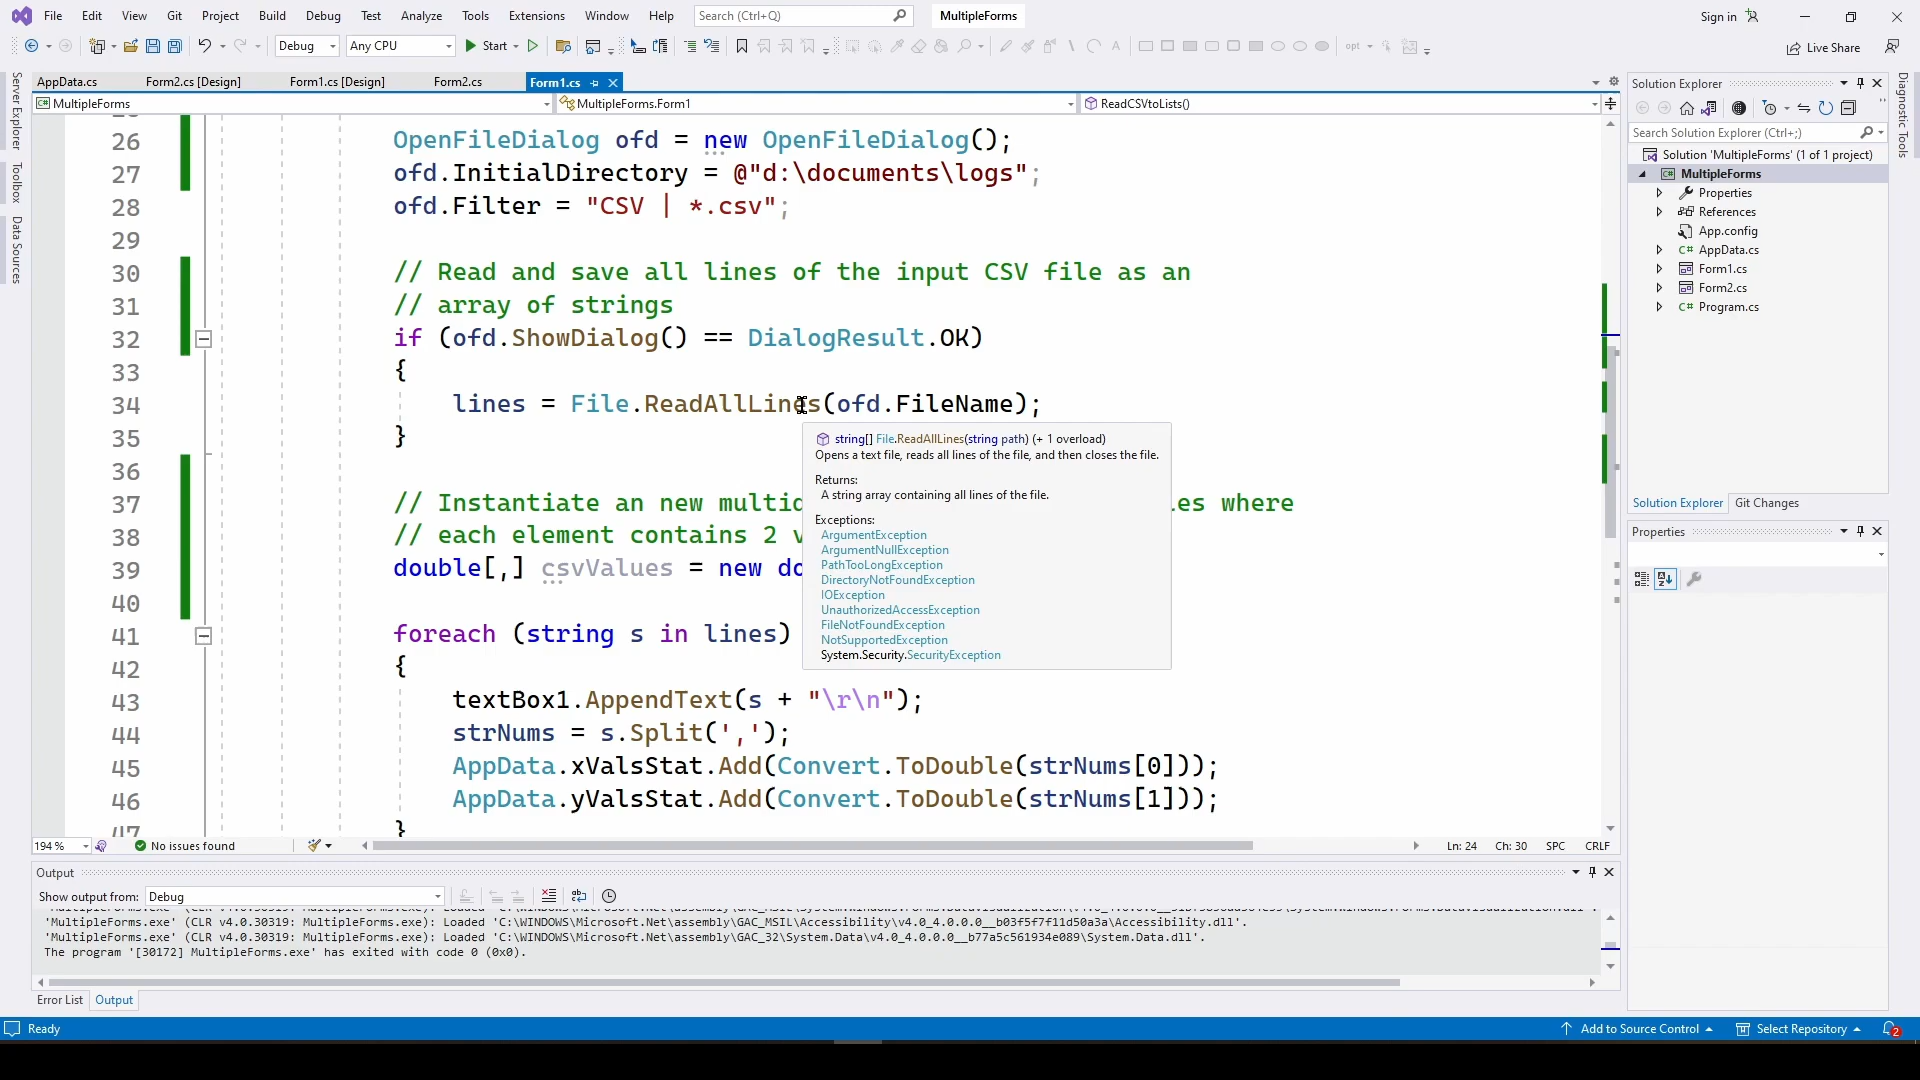 File Edit View Git Project Build Debug Test Analyze Tools Extensions Window Help Search (Ctrl+Q) MultipleForms Sign in
Debug Any CPU Start opt Live Share
AppData.cs Form2.cs [Design] Form1.cs [Design] Form2.cs Form1.cs
MultipleForms MultipleForms.Form1 ReadCSVtoLists()
26 OpenFileDialog ofd = new OpenFileDialog();
27 ofd.InitialDirectory = @"d:\documents\logs";
28 ofd.Filter = "CSV | *.csv";
29
30 // Read and save all lines of the input CSV file as an
31 // array of strings
32 if (ofd.ShowDialog() == DialogResult.OK)
33 {
34 lines = File.ReadAllLines(ofd.FileName);
35 }
36
37 // Instantiate an new multid es where
38 // each element contains 2 v
39 double[,] csvValues = new do
40
41 foreach (string s in lines)
42 {
43 textBox1.AppendText(s + "\r\n");
44 strNums = s.Split(',');
45 AppData.xValsStat.Add(Convert.ToDouble(strNums[0]));
46 AppData.yValsStat.Add(Convert.ToDouble(strNums[1]));
47 }
string[] File.ReadAllLines(string path) (+ 1 overload)
Opens a text file, reads all lines of the file, and then closes the file.
Returns:
A string array containing all lines of the file.
Exceptions:
ArgumentException
ArgumentNullException
PathTooLongException
DirectoryNotFoundException
IOException
UnauthorizedAccessException
FileNotFoundException
NotSupportedException
System.Security.SecurityException
194 % No issues found Ln: 24 Ch: 30 SPC CRLF
Output
Show output from: Debug
'MultipleForms.exe' (CLR v4.0.30319: MultipleForms.exe): Loaded 'C:\WINDOWS\Microsoft.Net\assembly\GAC_MSIL\Accessibility\v4.0_4.0.0.0__b03f5f7f11d50a3a\Accessibility.dll'.
'MultipleForms.exe' (CLR v4.0.30319: MultipleForms.exe): Loaded 'C:\WINDOWS\Microsoft.Net\assembly\GAC_32\System.Data\v4.0_4.0.0.0__b77a5c561934e089\System.Data.dll'.
The program '[30172] MultipleForms.exe' has exited with code 0 (0x0).
Error List Output
Ready Add to Source Control Select Repository 2
Server Explorer
Toolbox
Data Sources
Solution Explorer
Search Solution Explorer (Ctrl+;)
Solution 'MultipleForms' (1 of 1 project)
MultipleForms
Properties
References
App.config
AppData.cs
Form1.cs
Form2.cs
Program.cs
Solution Explorer Git Changes
Properties
Diagnostic Tools